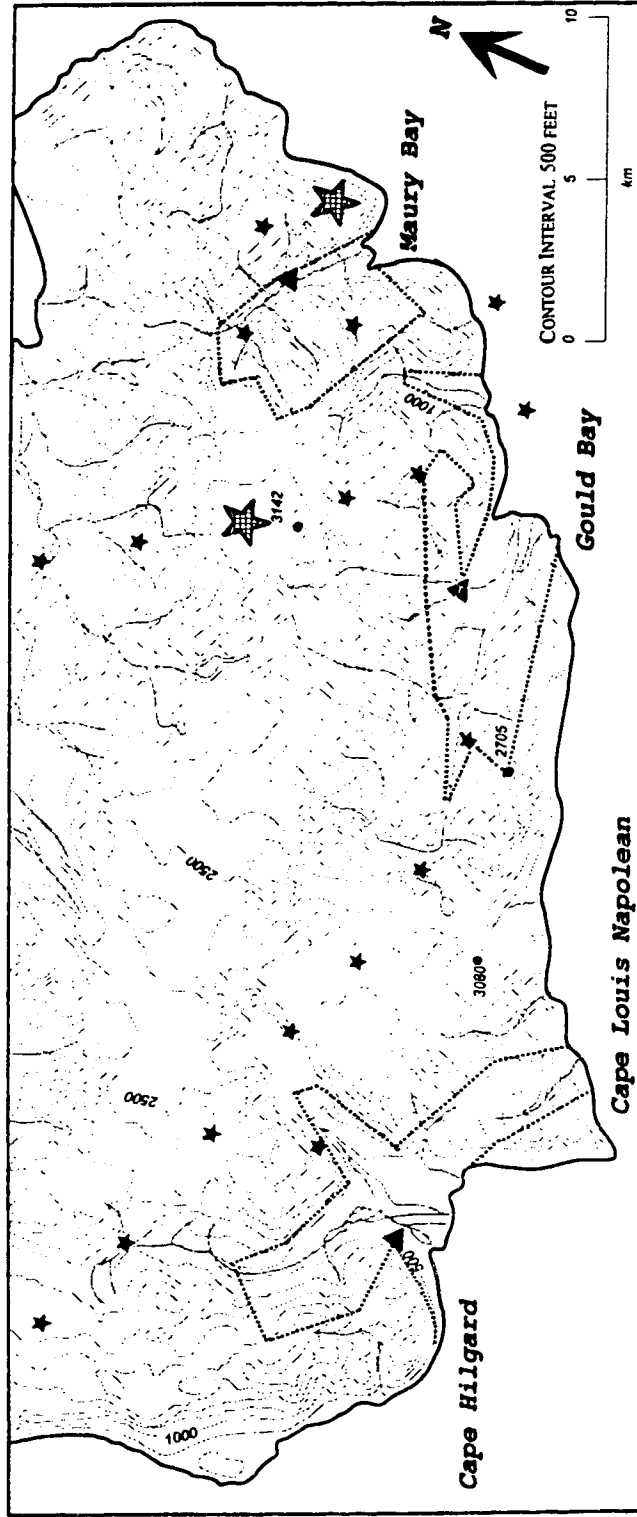 1000
2500
2500
3142
1000
500
3080
2705
Cape Hilgard
Cape Louis Napolean
Gould Bay
Maury Bay
N
CONTOUR INTERVAL 500 FEET
0 5 10
km